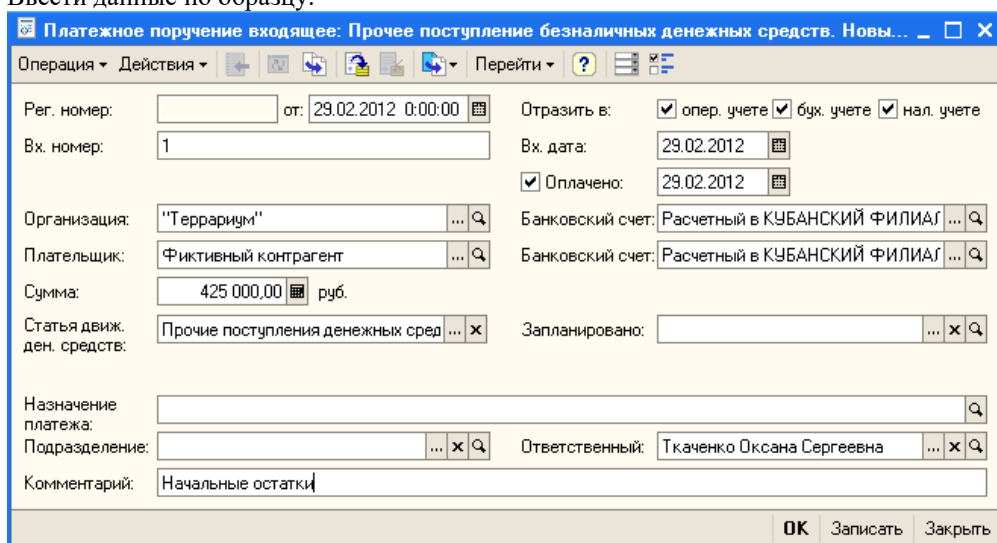 Ввести данные по образцу:
Платежное поручение входящее: Прочее поступление безналичных денежных средств. Новы...
Операция Действия Перейти ?
Рег. номер: от: 29.02.2012 0:00:00 Отразить в: опер. учете бух. учете нал. учете
Вх. номер: 1 Вх. дата: 29.02.2012
Оплачено: 29.02.2012
Организация: "Террариум" ... Банковский счет: Расчетный в КУБАНСКИЙ ФИЛИАЛ ...
Плательщик: Фиктивный контрагент ... Банковский счет: Расчетный в КУБАНСКИЙ ФИЛИАЛ ...
Сумма: 425 000,00 руб.
Статья движ. ден. средств: Прочие поступления денежных сред ... x Запланировано: ... x
Назначение платежа:
Подразделение: ... x Ответственный: Ткаченко Оксана Сергеевна ... x
Комментарий: Начальные остатки
OK Записать Закрыть